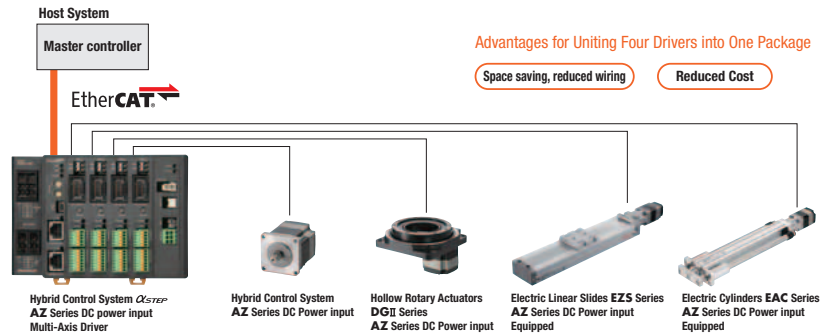 Host System
Master controller
Advantages for Uniting Four Drivers into One Package
Space saving, reduced wiring
Reduced Cost
EtherCAT®
Hybrid Control System αSTEP
AZ Series DC power input
Multi-Axis Driver
Hybrid Control System
AZ Series DC Power input
Hollow Rotary Actuators
DGII Series
AZ Series DC Power input
Electric Linear Slides EZS Series
AZ Series DC Power input
Equipped
Electric Cylinders EAC Series
AZ Series DC Power input
Equipped